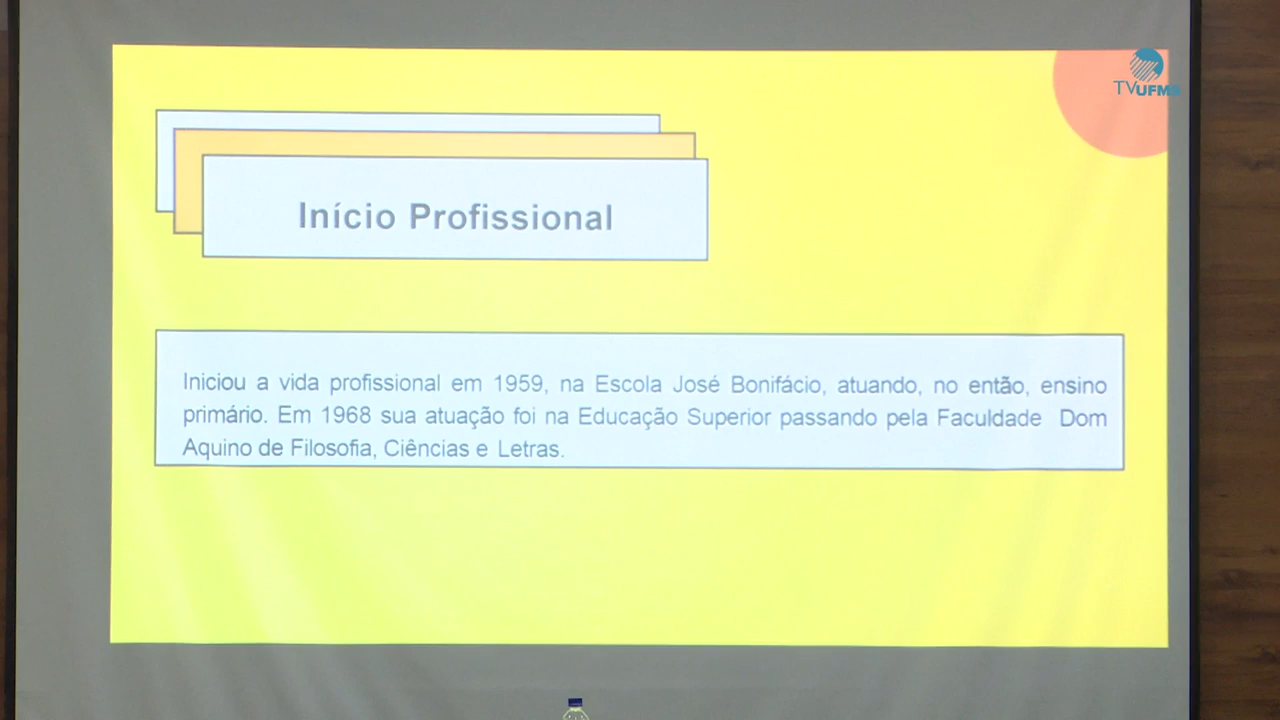 TVUFMS
Início Profissional
Iniciou a vida profissional em 1959, na Escola José Bonifácio, atuando, no então, ensino
primário. Em 1968 sua atuação foi na Educação Superior passando pela Faculdade Dom
Aquino de Filosofia, Ciências e Letras.